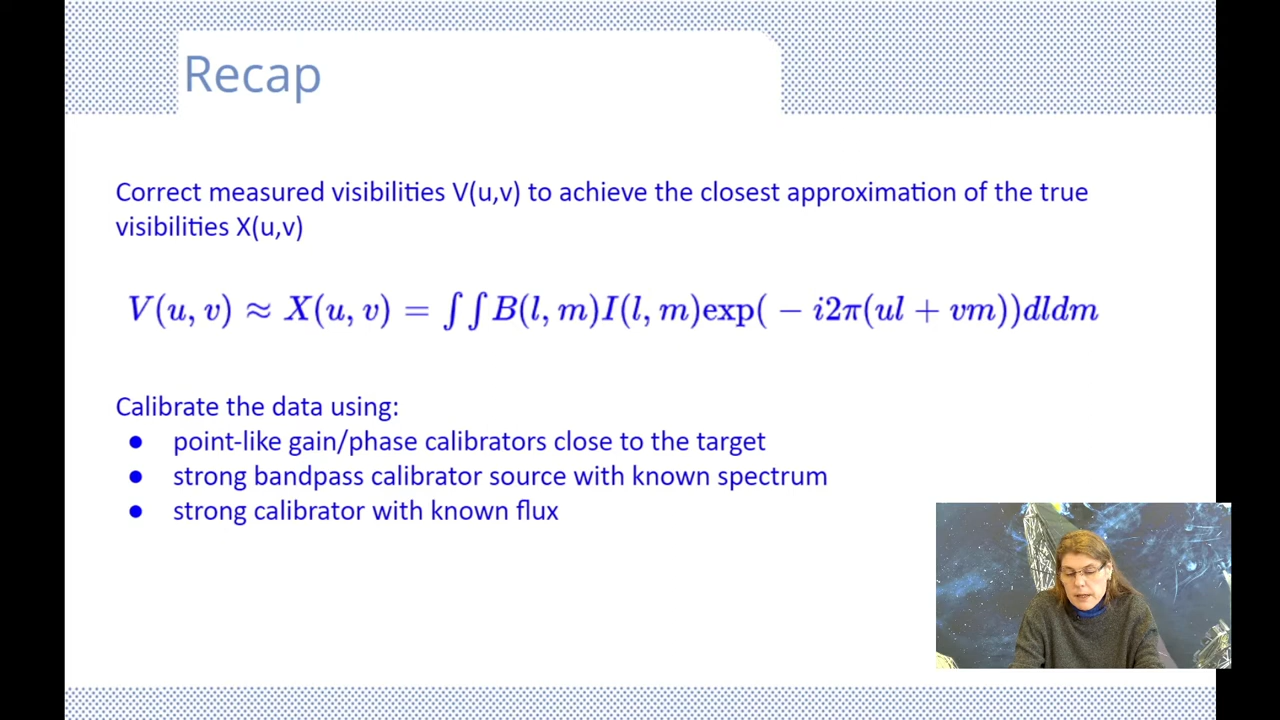 Recap
Correct measured visibilities V(u,v) to achieve the closest approximation of the true
visibilities X(u,v)
V(u, v) ≈ X(u, v) = ∫ ∫ B(l, m)I(l, m)exp( − i2π(ul + vm))dldm
Calibrate the data using:
● point-like gain/phase calibrators close to the target
● strong bandpass calibrator source with known spectrum
● strong calibrator with known flux